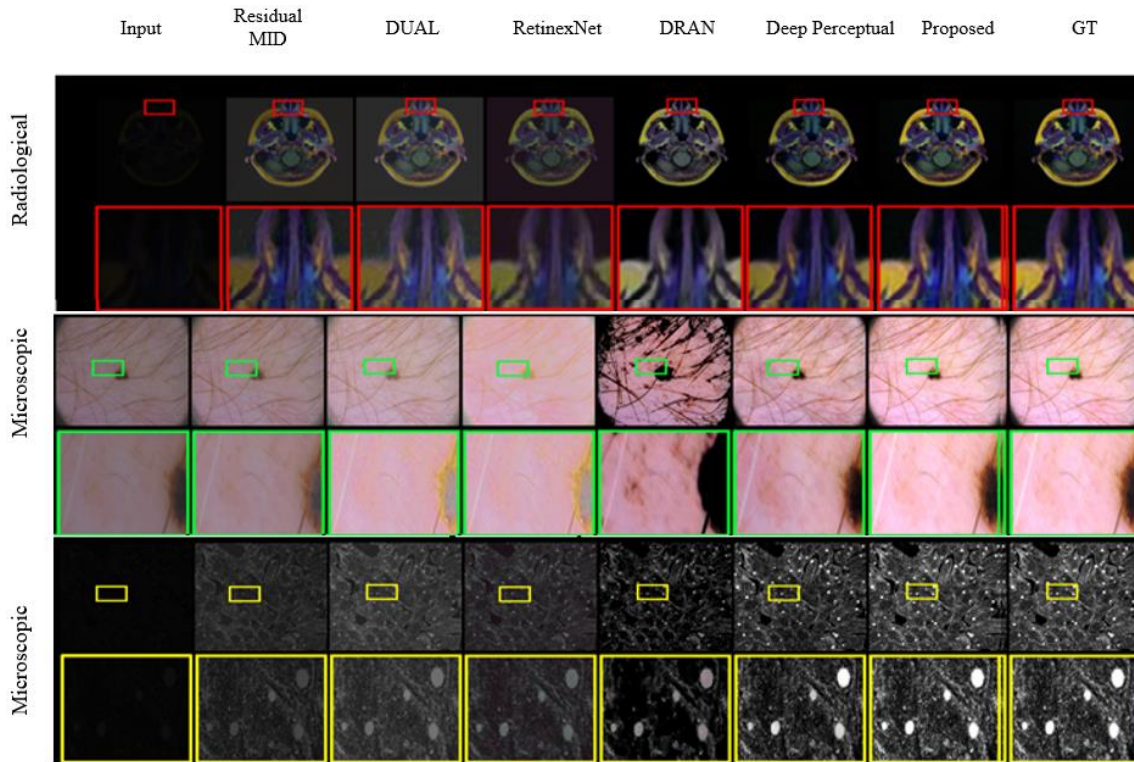 Input
Residual
MID
DUAL
RetinexNet
DRAN
Deep Perceptual
Proposed
GT
Radiological
Microscopic
Microscopic